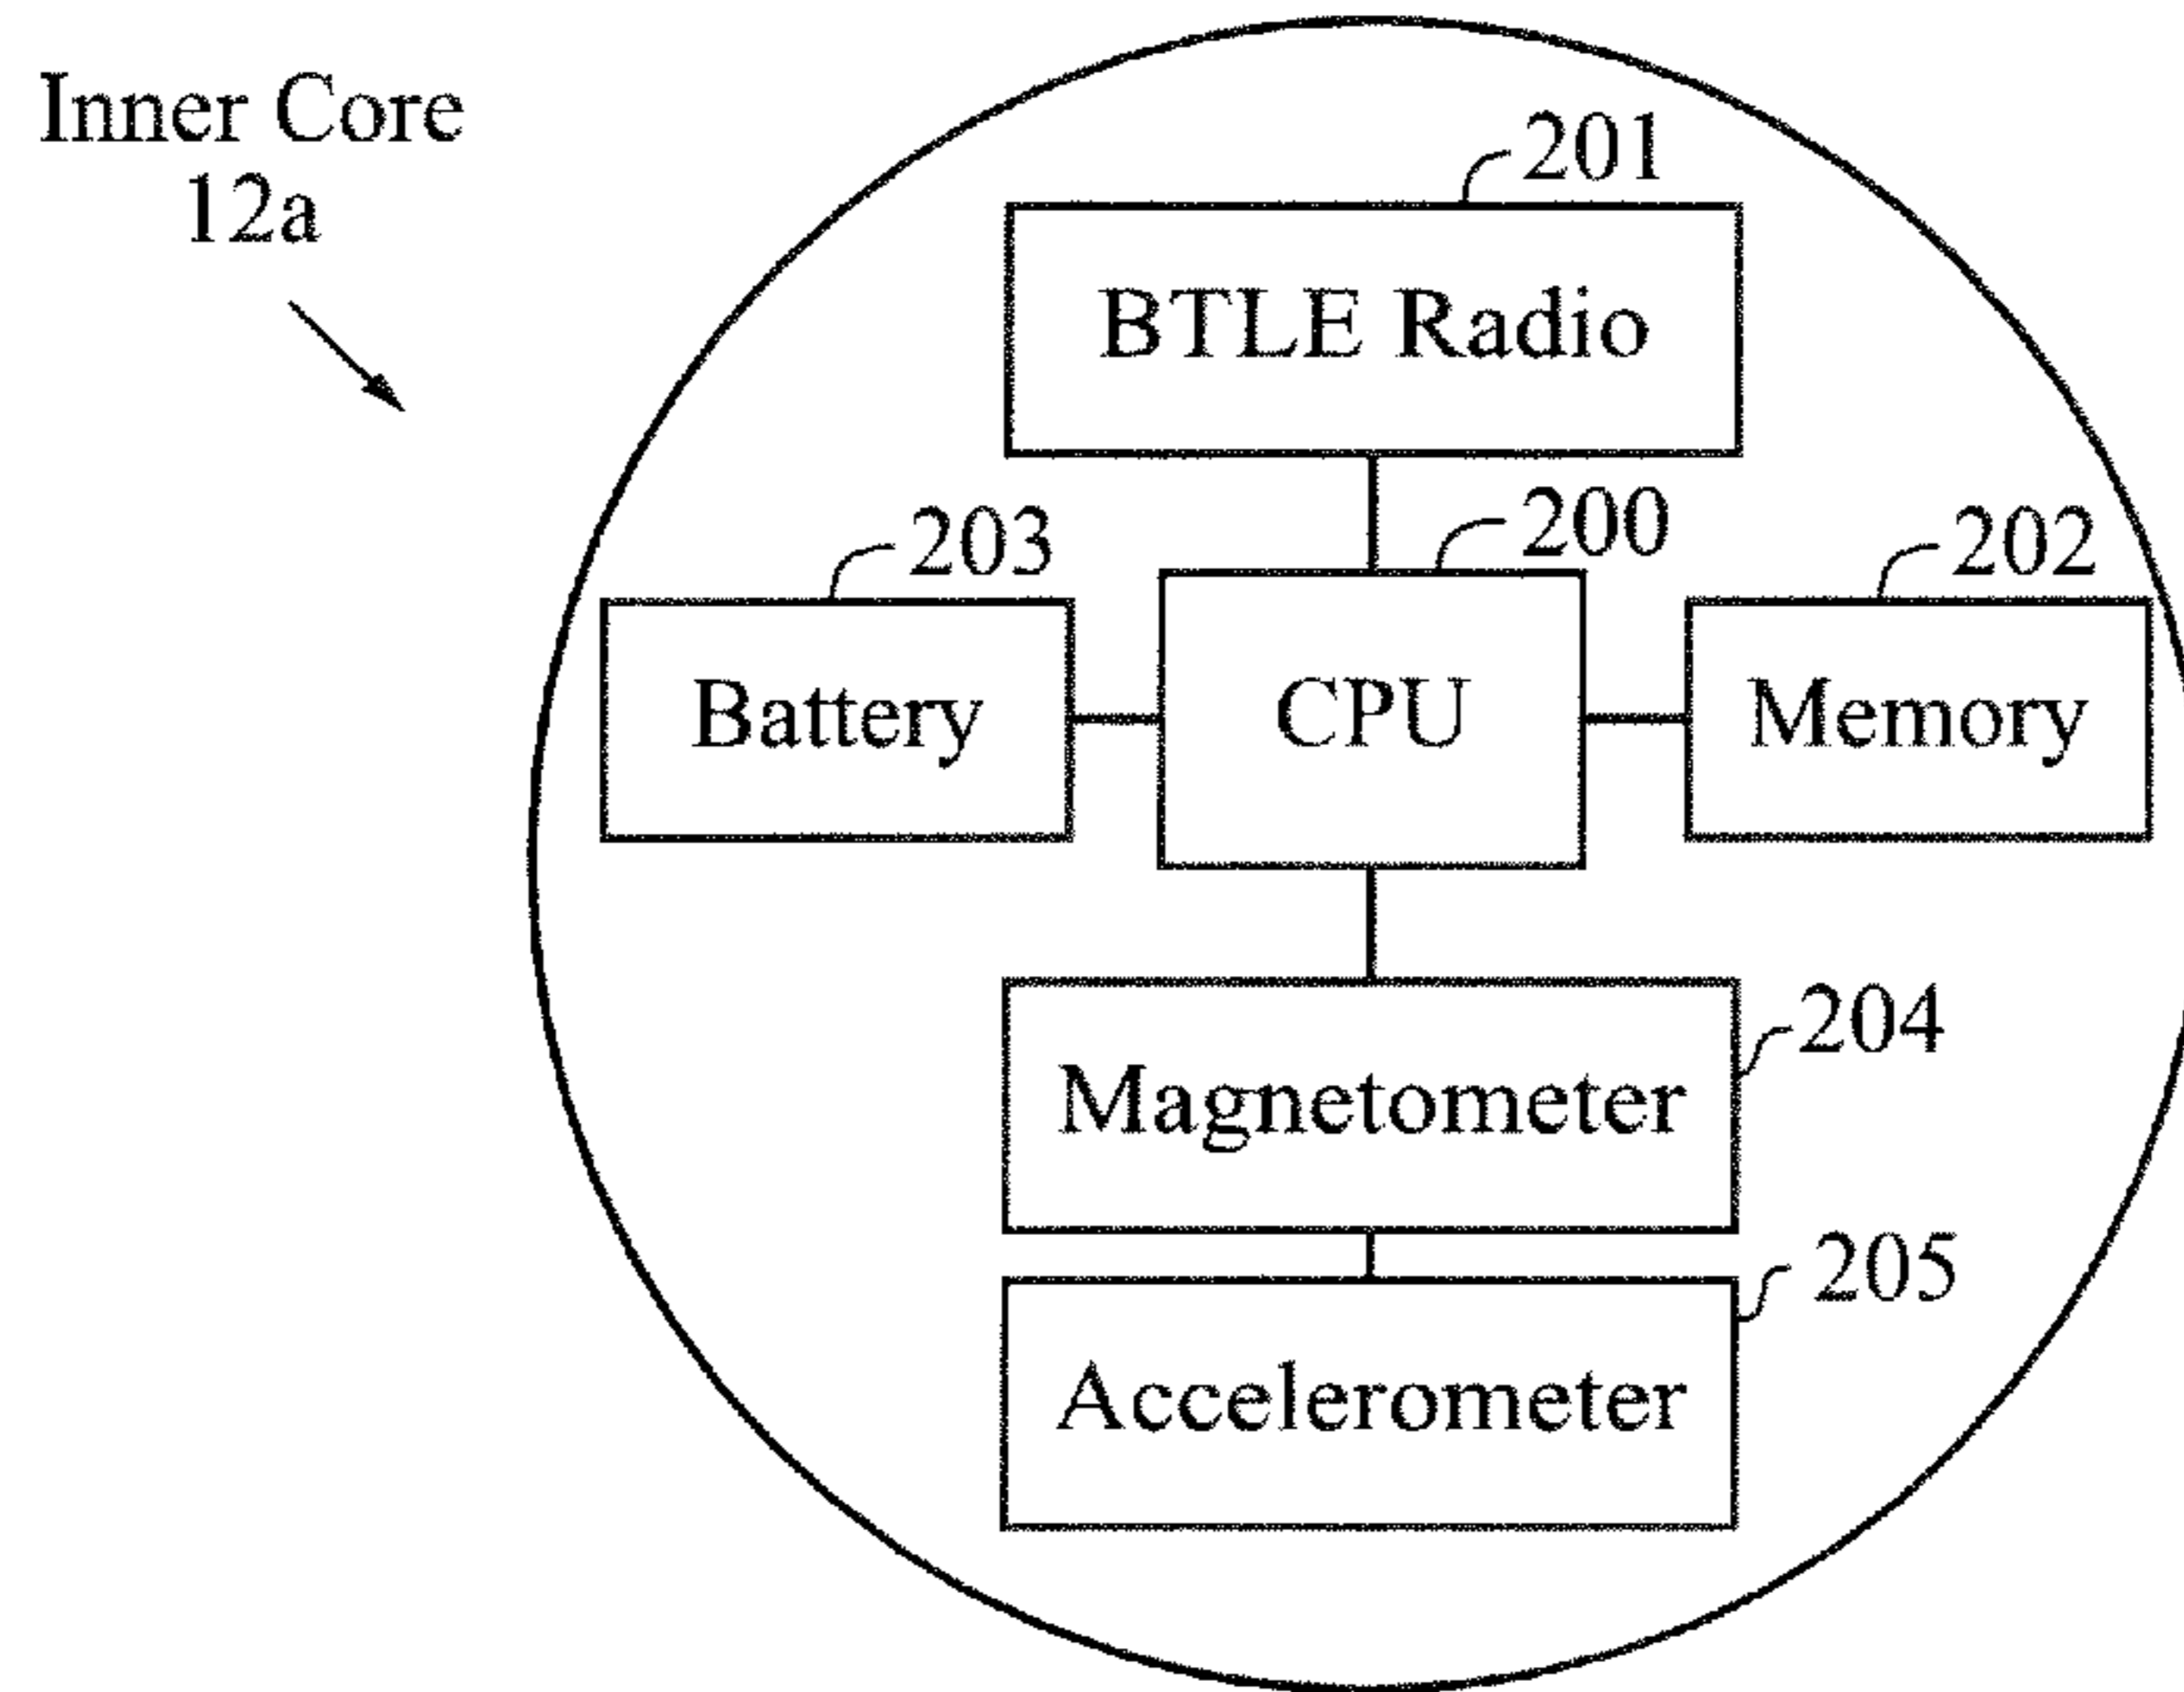 Inner Core
12a
201
BTLE Radio
203
200
202
Battery
CPU
Memory
204
Magnetometer
205
Accelerometer